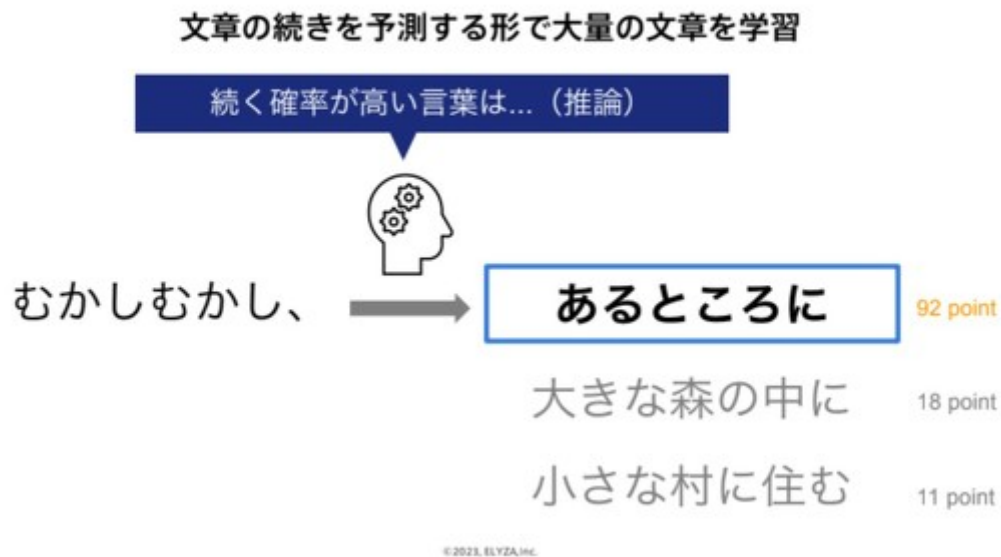 文章の続きを予測する形で大量の文章を学習
続く確率が高い言葉は...（推論）
むかしむかし、
あるところに
92 point
大きな森の中に
18 point
小さな村に住む
11 point
©2023, ELYZA,Inc.